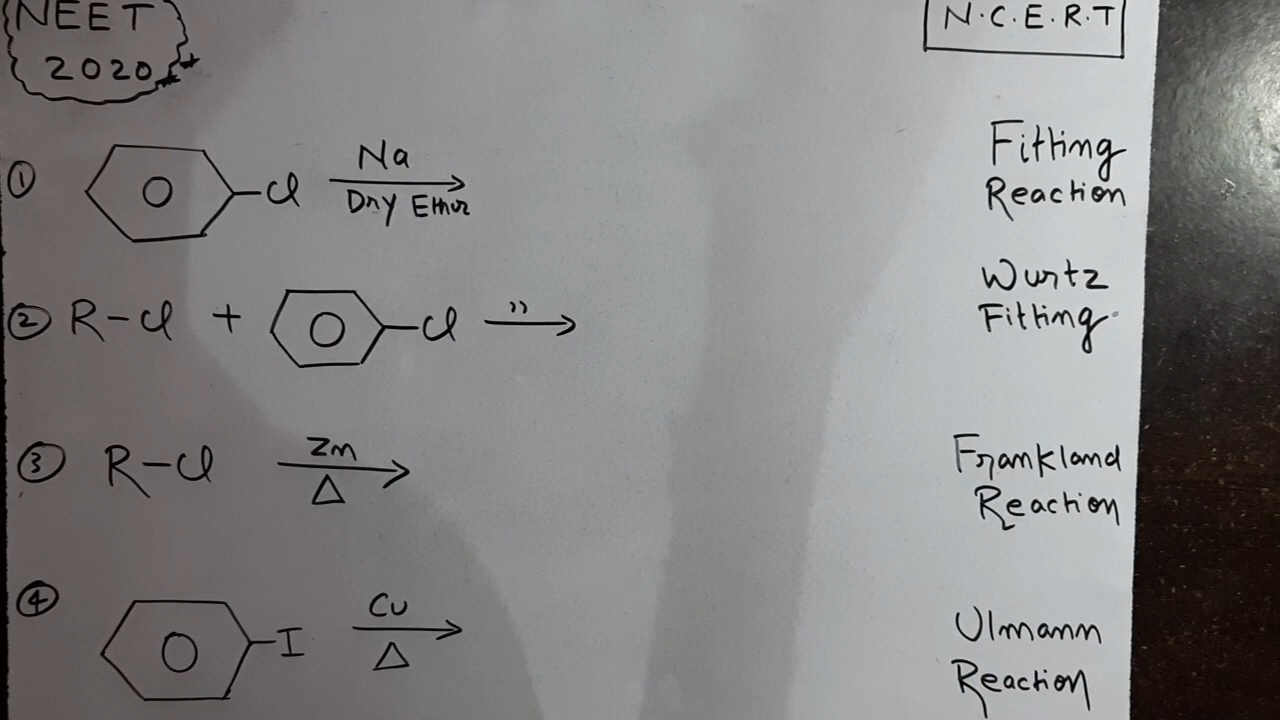 NEET
2020
N.C.E.R.T
① Cl Na
Dry Ether
Fitting
Reaction
② R-Cl + Cl ,,
Wurtz
Fitting
③ R-Cl Zn
Δ
Frankland
Reaction
④ I Cu
Δ
Ulmann
Reaction